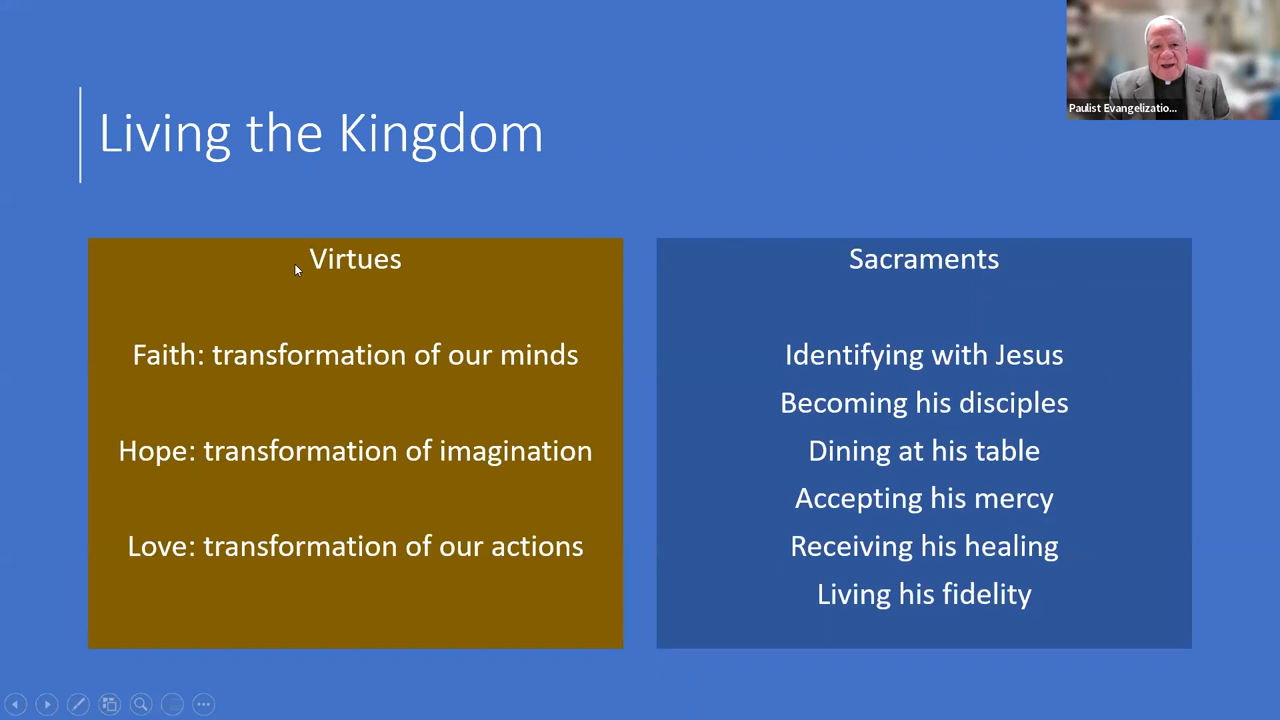 Paulist Evangelizatio...
Living the Kingdom
Virtues
Faith: transformation of our minds
Hope: transformation of imagination
Love: transformation of our actions
Sacraments
Identifying with Jesus
Becoming his disciples
Dining at his table
Accepting his mercy
Receiving his healing
Living his fidelity